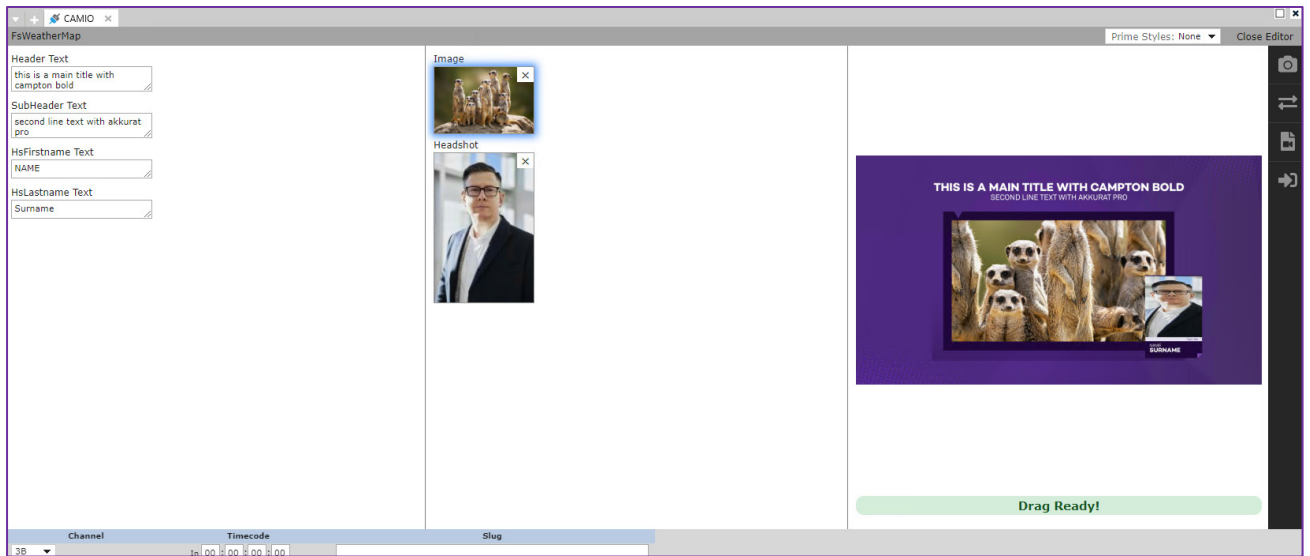 CAMIO
FsWeatherMap
Prime Styles: None
Close Editor
Header Text
this is a main title with
campton bold
SubHeader Text
second line text with akkurat
pro
HsFirstname Text
NAME
HsLastname Text
Surname
Image
Headshot
THIS IS A MAIN TITLE WITH CAMPTON BOLD
SECOND LINE TEXT WITH AKKURAT PRO
NAME
SURNAME
Drag Ready!
Channel Timecode Slug
3B In 00 : 00 : 00 : 00